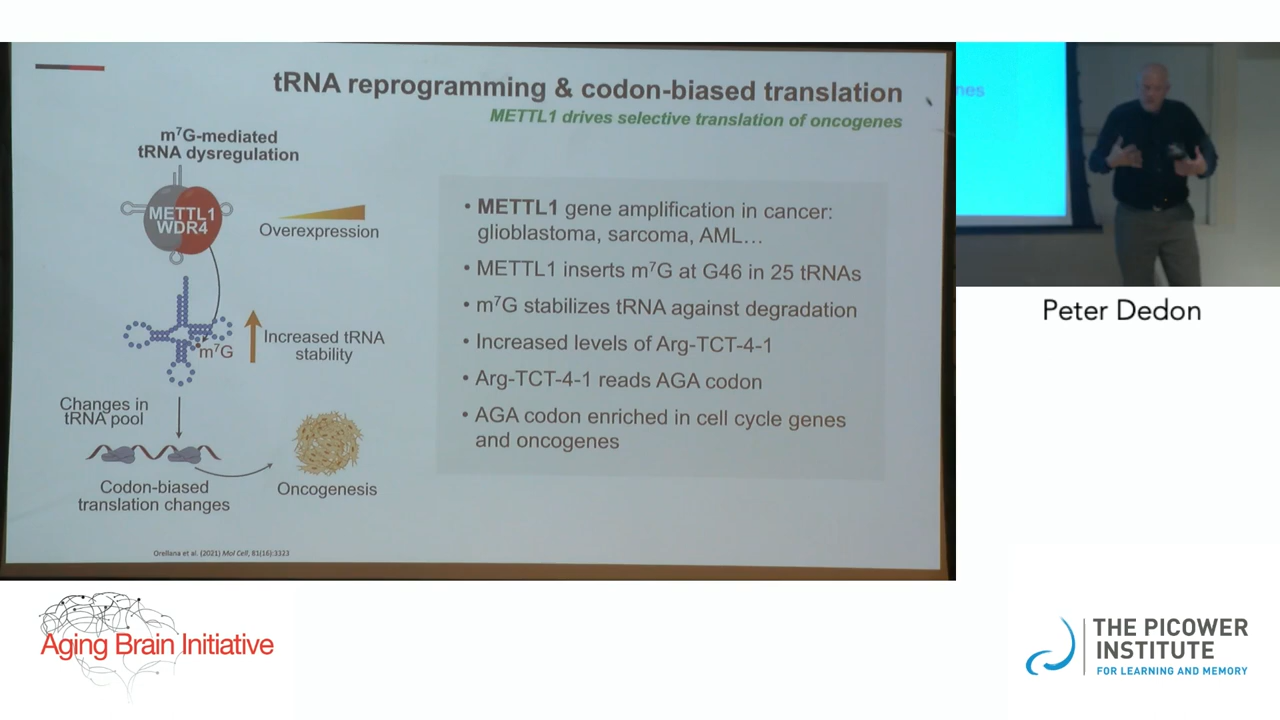 tRNA reprogramming & codon-biased translation
METTL1 drives selective translation of oncogenes
m⁷G-mediated
tRNA dysregulation
METTL1
WDR4
Overexpression
m⁷G
Increased tRNA
stability
Changes in
tRNA pool
Codon-biased
translation changes
Oncogenesis
• METTL1 gene amplification in cancer:
glioblastoma, sarcoma, AML...
• METTL1 inserts m⁷G at G46 in 25 tRNAs
• m⁷G stabilizes tRNA against degradation
• Increased levels of Arg-TCT-4-1
• Arg-TCT-4-1 reads AGA codon
• AGA codon enriched in cell cycle genes
and oncogenes
Orellana et al. (2021) Mol Cell, 81(16):3323
Peter Dedon
Aging Brain Initiative
THE PICOWER
INSTITUTE
FOR LEARNING AND MEMORY